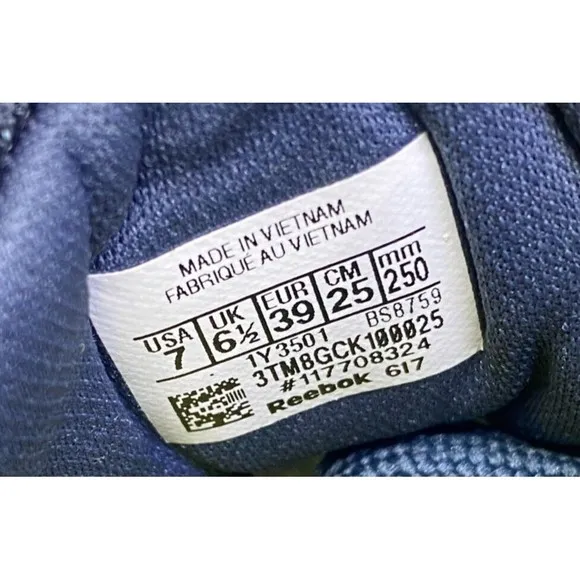 MADE IN VIETNAM
FABRIQUÉ AU VIETNAM
USA UK EUR CM mm
7 6½ 39 25 250
1Y3501 BS8759
3TM8GCK100025
#117708324
Reebok 617